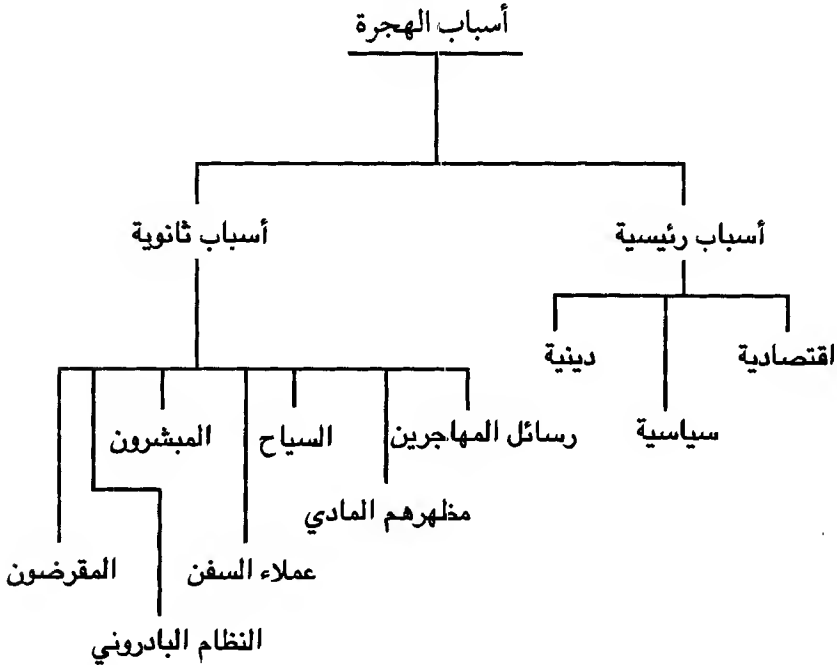 أسباب الهجرة
أسباب رئيسية
أسباب ثانوية
اقتصادية
سياسية
دينية
رسائل المهاجرين
مظهرهم المادي
السياح
عملاء السفن
المبشرون
النظام البادروني
المقرضون